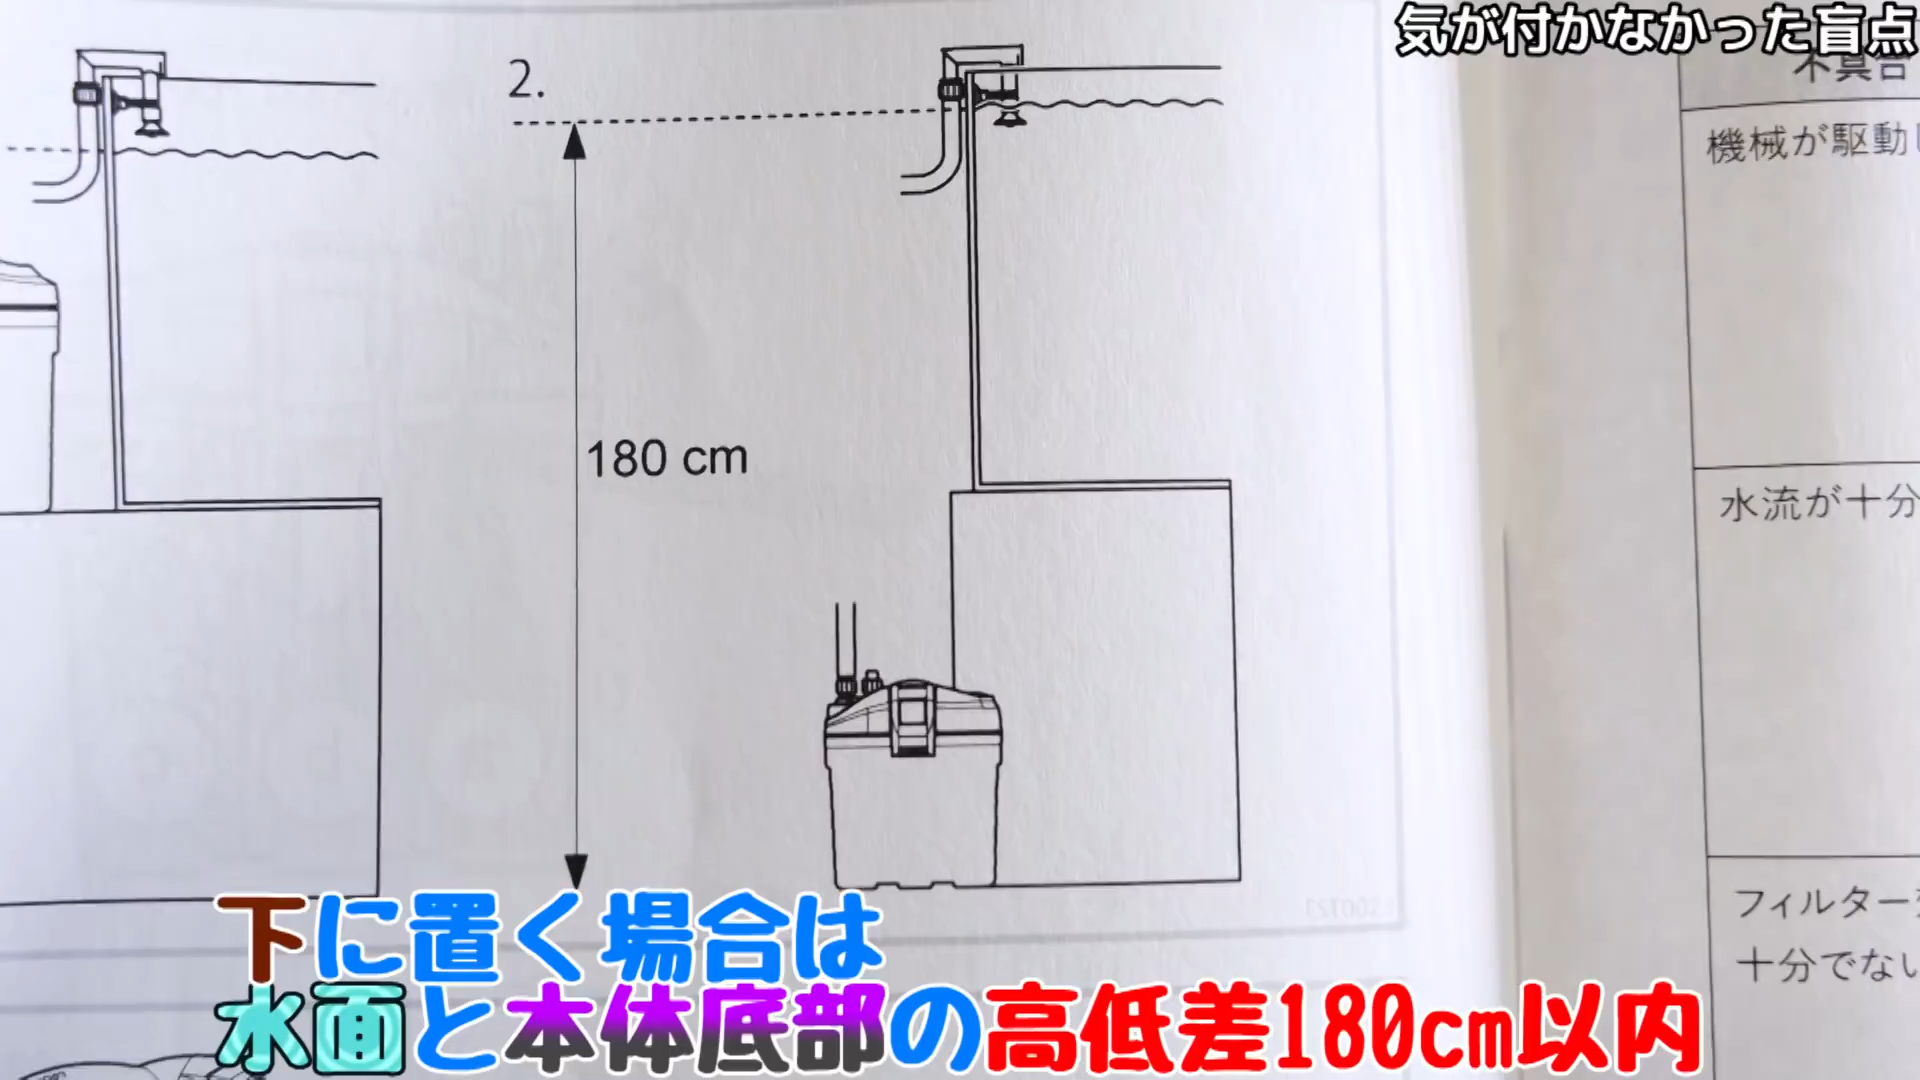 気が付かなかった盲点
2.
180 cm
機械が駆動
水流が十分
フィルター
十分でない
下に置く場合は
水面と本体底部の高低差180cm以内